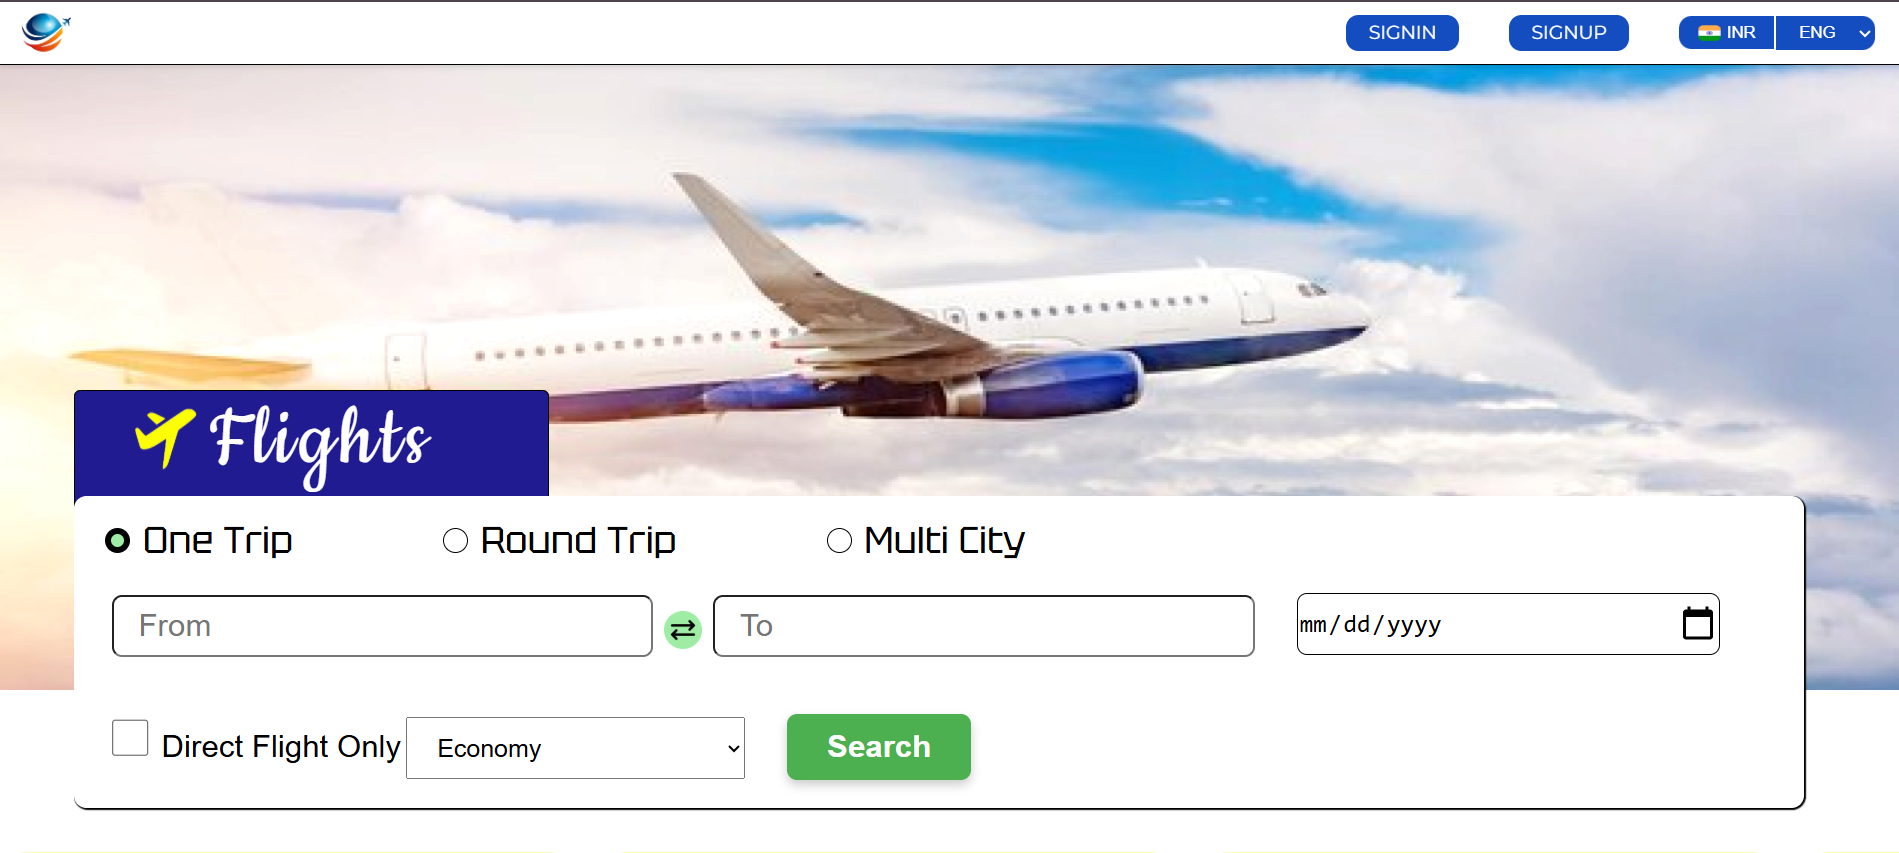 SIGNIN SIGNUP INR ENG
Flights
One Trip Round Trip Multi City
From To mm/dd/yyyy
Direct Flight Only Economy Search